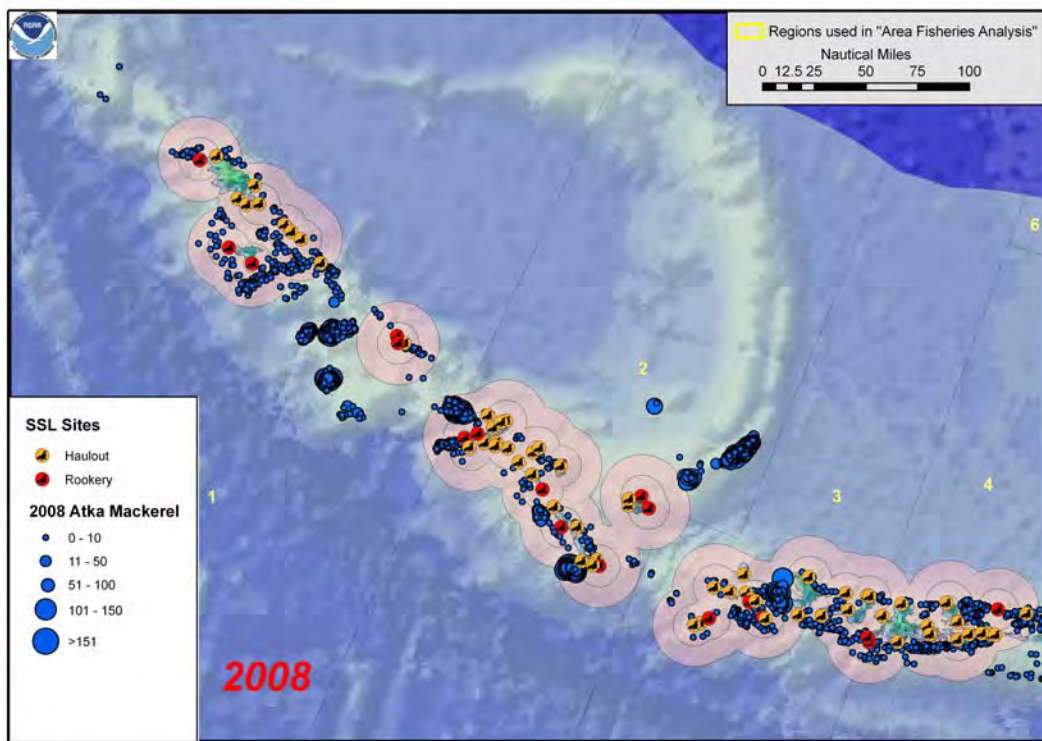 NOAA
Regions used in "Area Fisheries Analysis"
Nautical Miles
0 12.5 25 50 75 100
6
2
1
3
4
SSL Sites
Haulout
Rookery
2008 Atka Mackerel
0 - 10
11 - 50
51 - 100
101 - 150
>151
2008